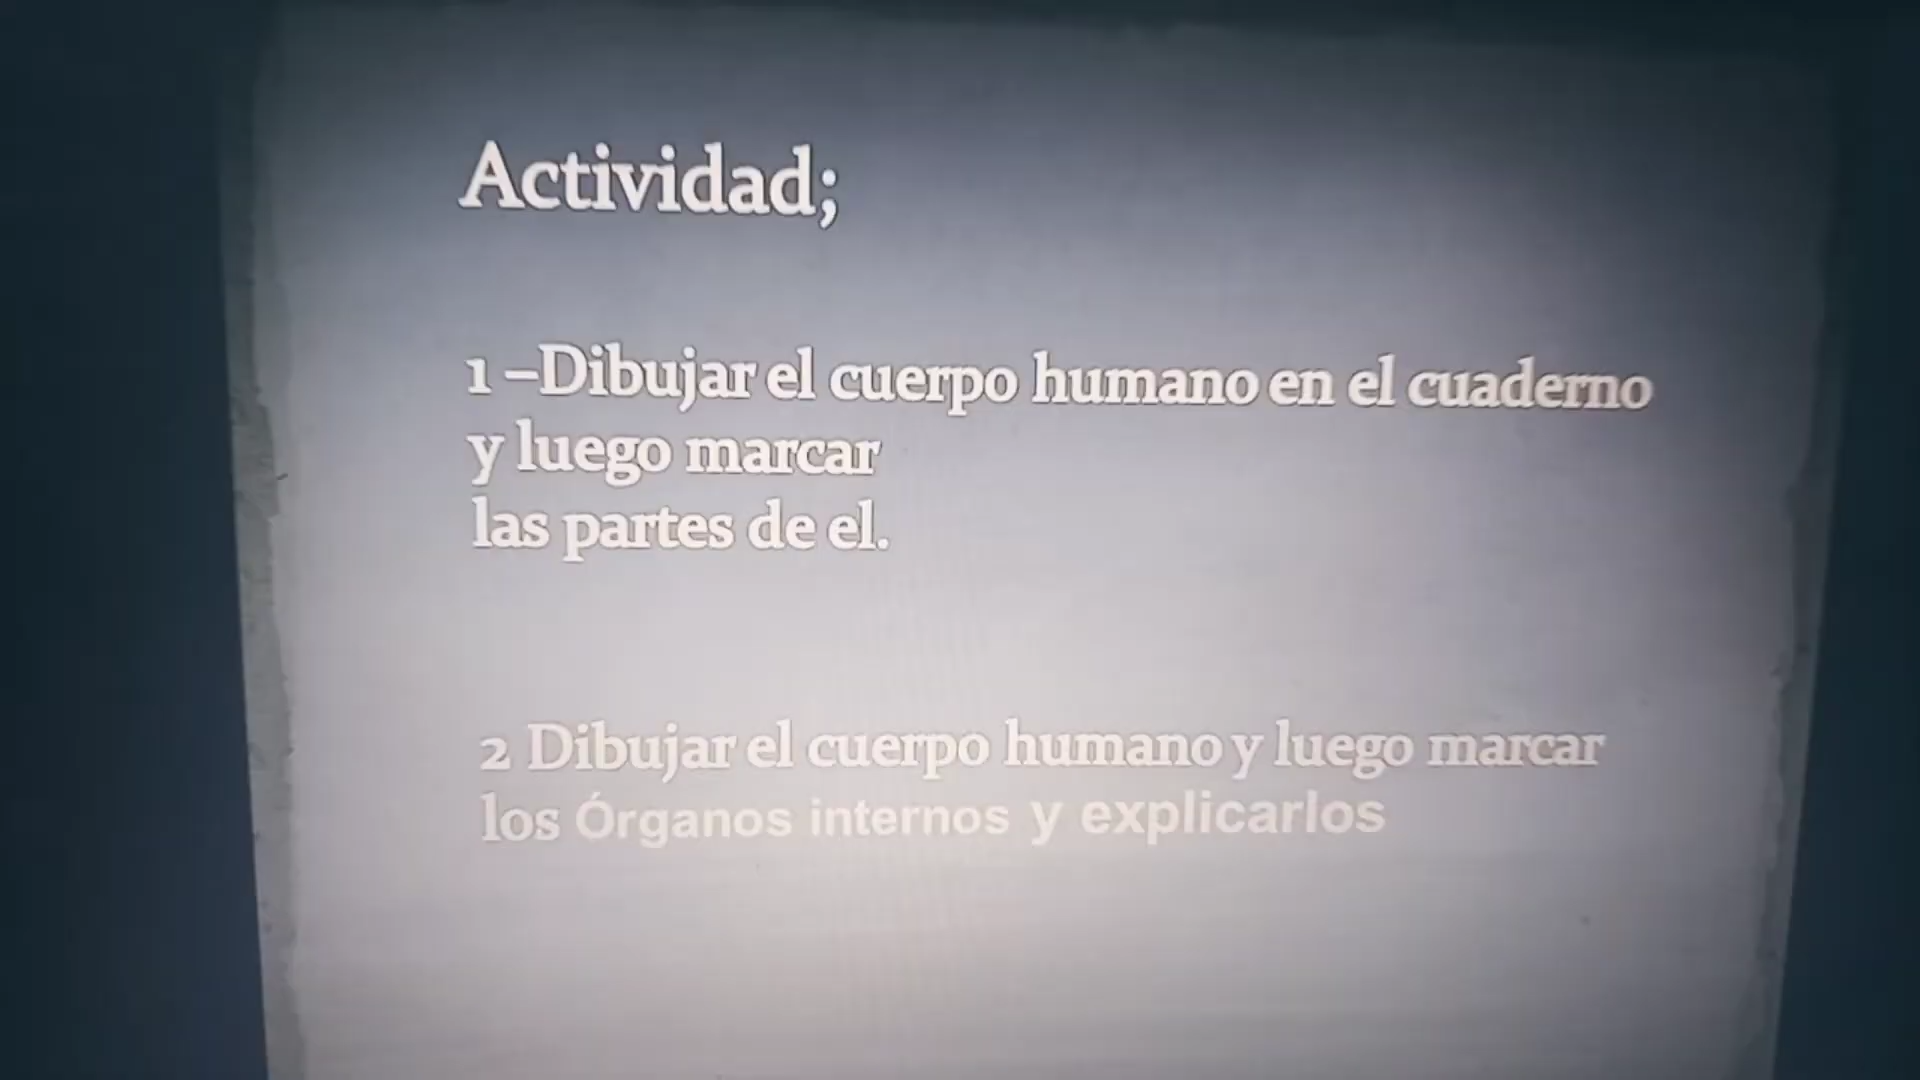 Actividad;
1 –Dibujar el cuerpo humano en el cuaderno
y luego marcar
las partes de el.
2 Dibujar el cuerpo humano y luego marcar
los Órganos internos y explicarlos